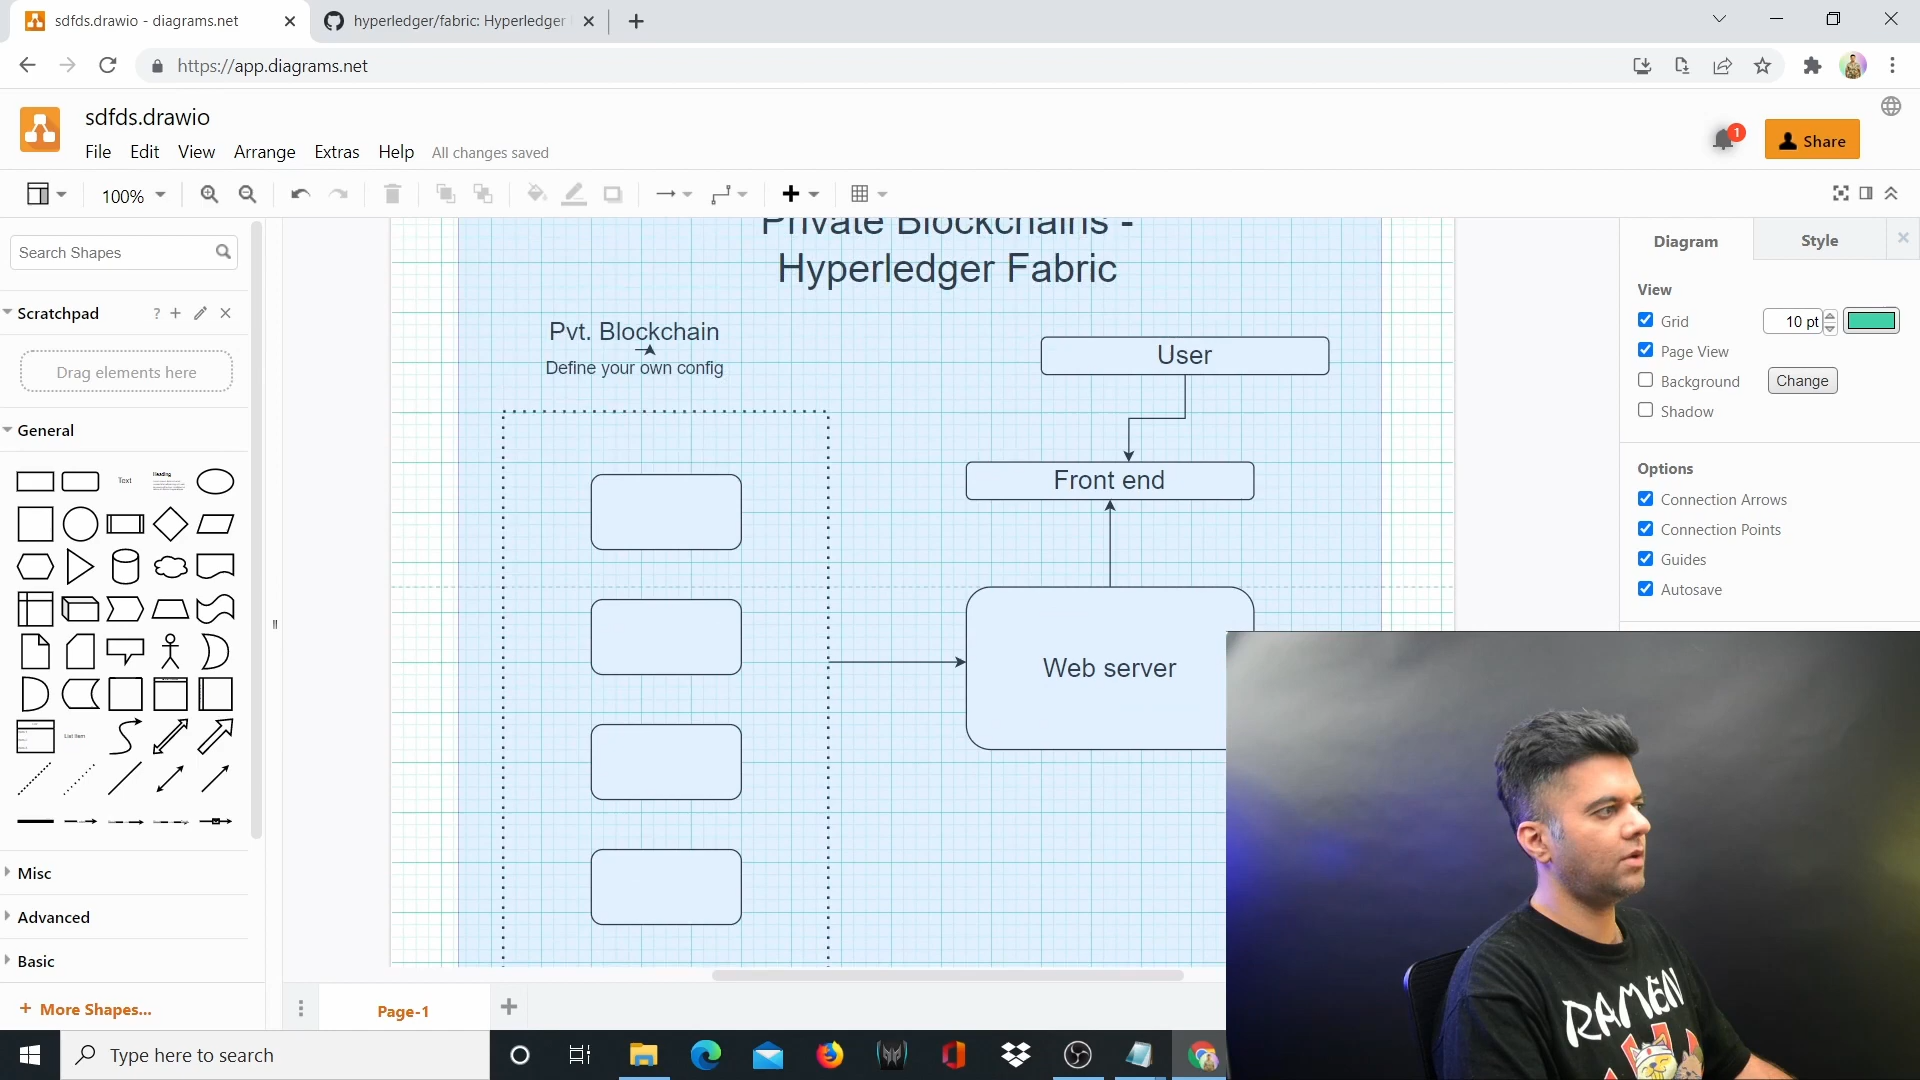 sdfds.drawio - diagrams.net
hyperledger/fabric: Hyperledger
https://app.diagrams.net
sdfds.drawio
File Edit View Arrange Extras Help All changes saved
1
Share
100%
Search Shapes
Scratchpad
? + 
Drag elements here
General
Text
Heading
List Item
Misc
Advanced
Basic
+ More Shapes...
Private Blockchains -
Hyperledger Fabric
Pvt. Blockchain
Define your own config
User
Front end
Web server
Diagram
Style
View
Grid
10 pt
Page View
Background
Change
Shadow
Options
Connection Arrows
Connection Points
Guides
Autosave
Page-1
Type here to search
RAMEN